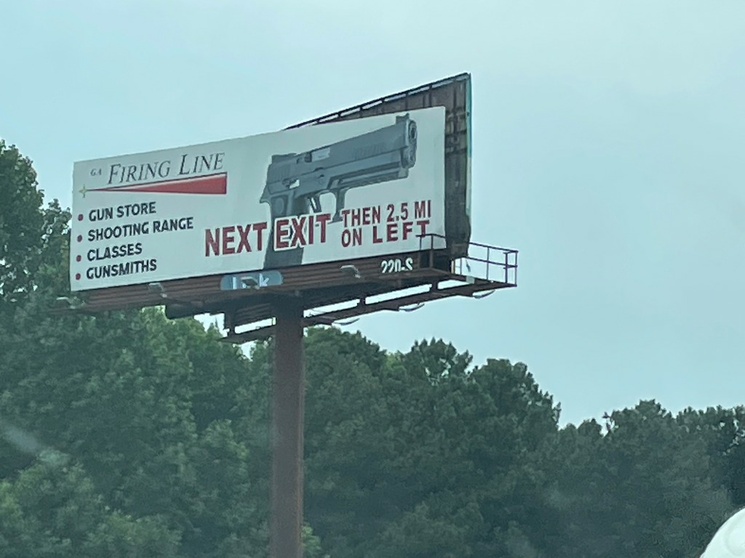 GA FIRING LINE
• GUN STORE
• SHOOTING RANGE
• CLASSES
• GUNSMITHS
NEXT EXIT THEN 2.5 MI
ON LEFT
220-S